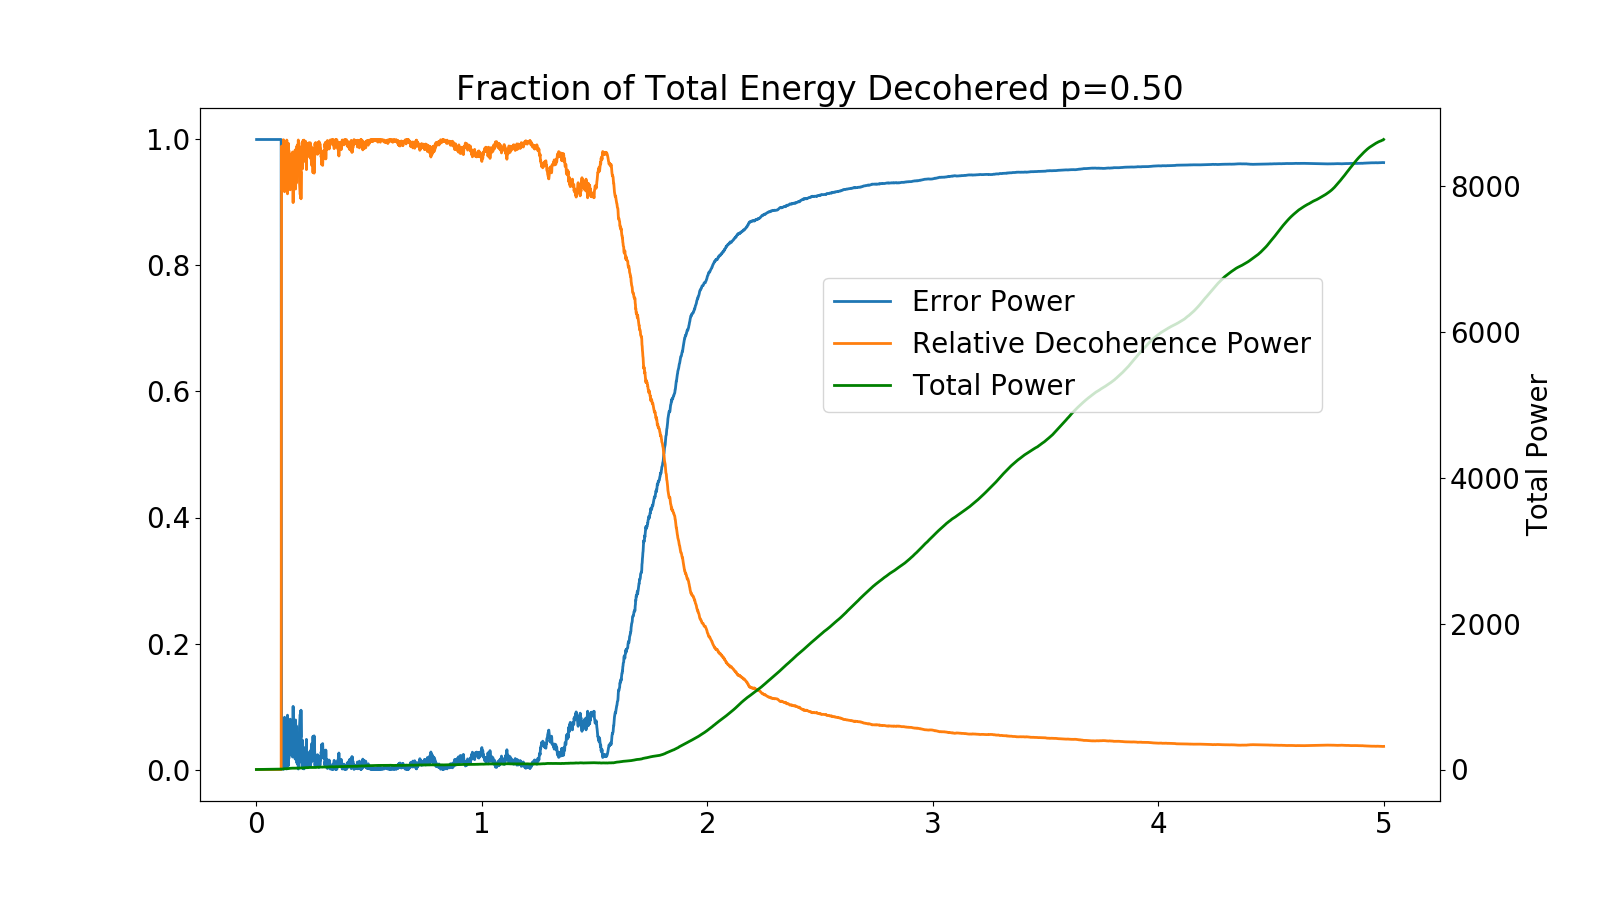 Fraction of Total Energy Decohered p=0.50
1.0
0.8
0.6
0.4
0.2
0.0
Error Power
Relative Decoherence Power
Total Power
8000
6000
4000
2000
0
Total Power
0 1 2 3 4 5